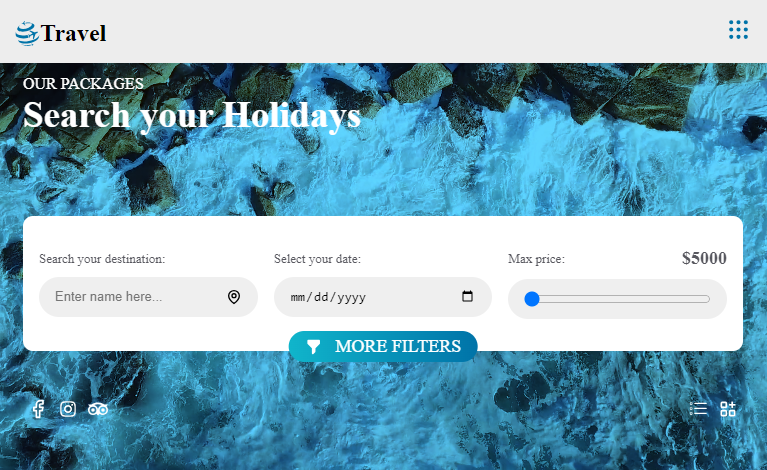 Travel
OUR PACKAGES
Search your Holidays
Search your destination:
Select your date:
Max price:
$5000
Enter name here...
mm/dd/yyyy
MORE FILTERS